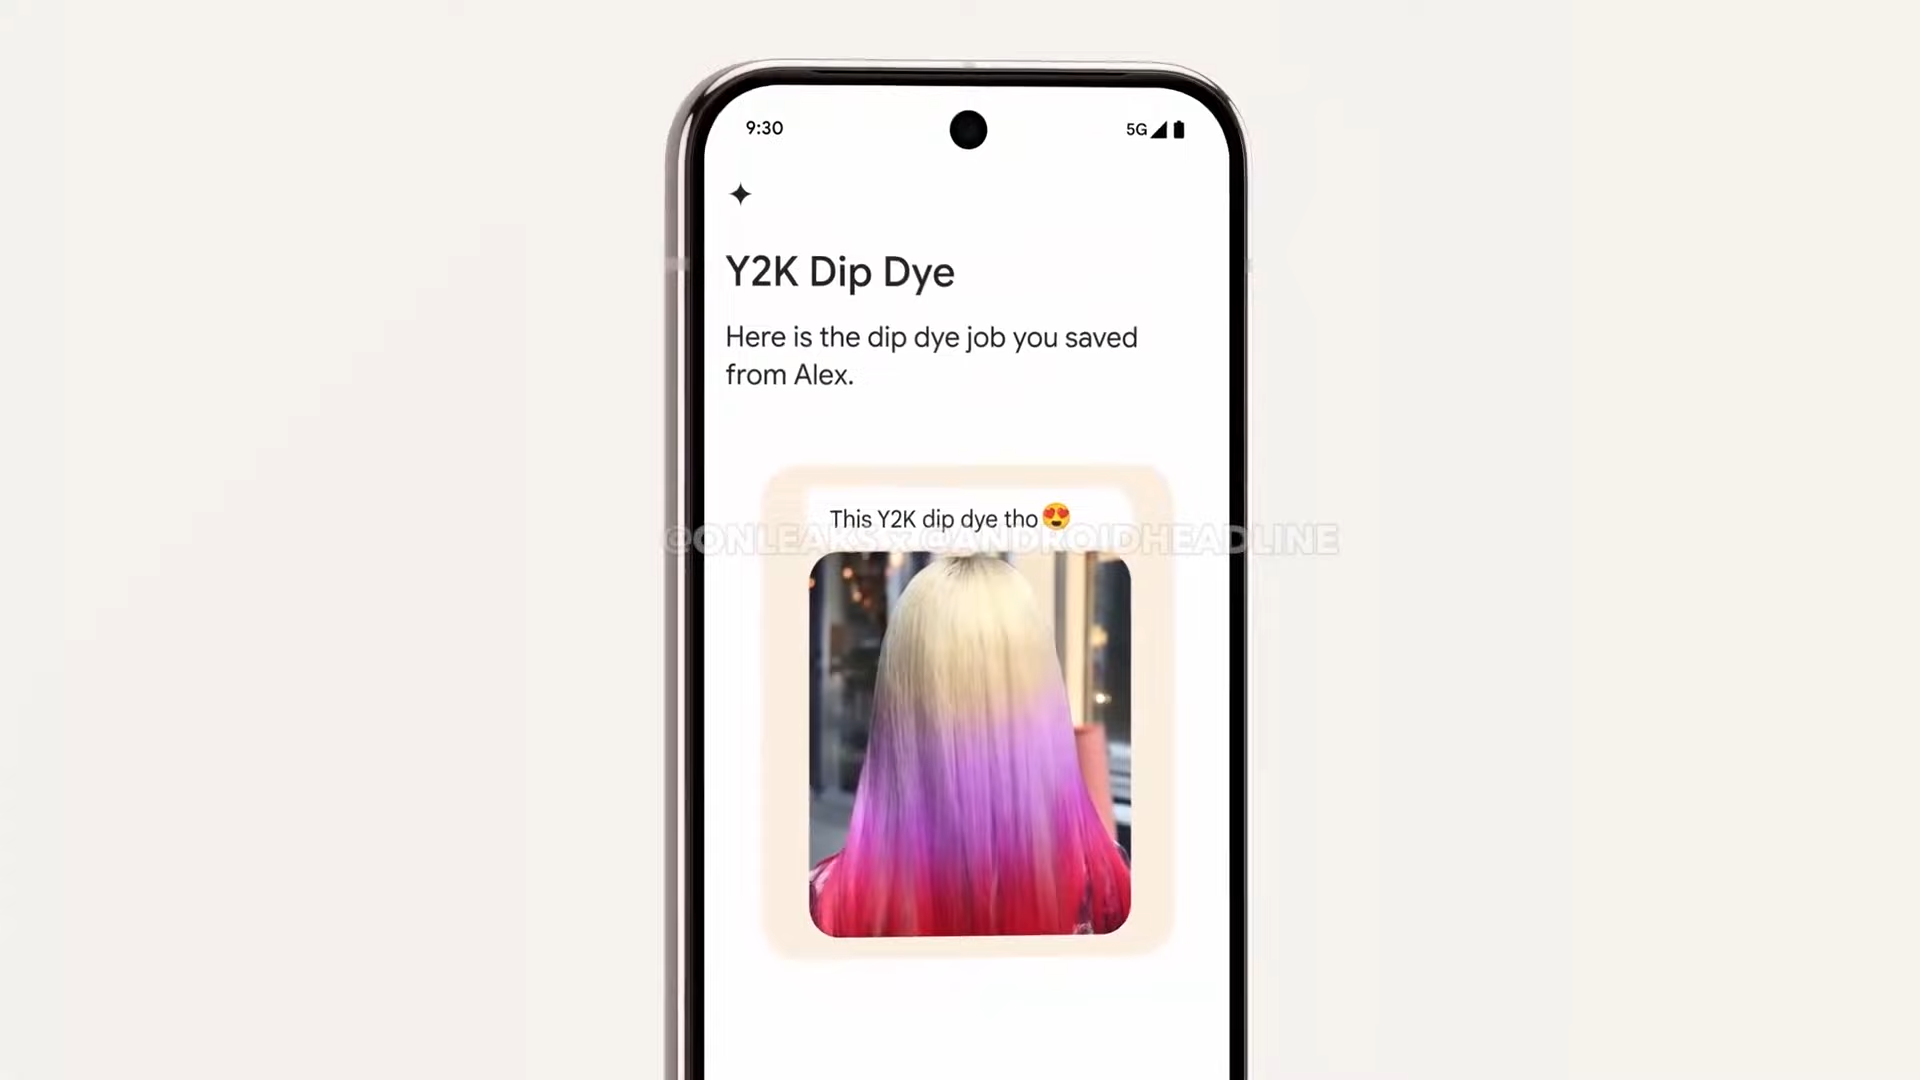 9:30
5G
Y2K Dip Dye
Here is the dip dye job you saved
from Alex.
This Y2K dip dye tho😍
@ONLEAKS x @ANDROIDHEADLINE